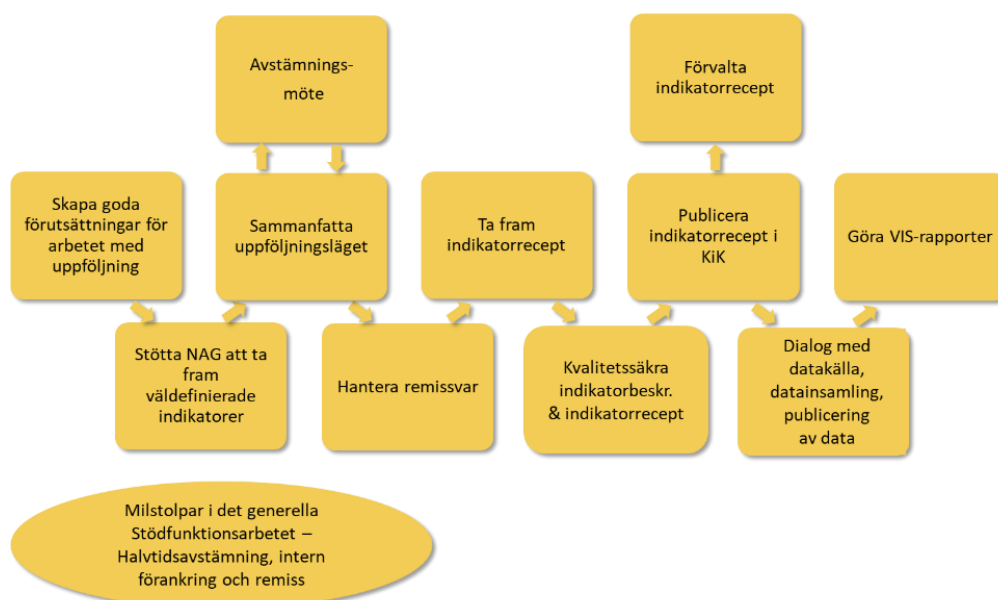 Avstämnings-
möte
Förvalta
indikatorrecept
Skapa goda
förutsättningar för
arbetet med
uppföljning
Sammanfatta
uppföljningsläget
Ta fram
indikatorrecept
Publicera
indikatorrecept i
KiK
Göra VIS-rapporter
Stötta NAG att ta
fram
väldefinierade
indikatorer
Hantera remissvar
Kvalitetssäkra
indikatorbeskr.
& indikatorrecept
Dialog med
datakälla,
datainsamling,
publicering
av data
Milstolpar i det generella
Stödfunktionsarbetet –
Halvtidsavstämning, intern
förankring och remiss